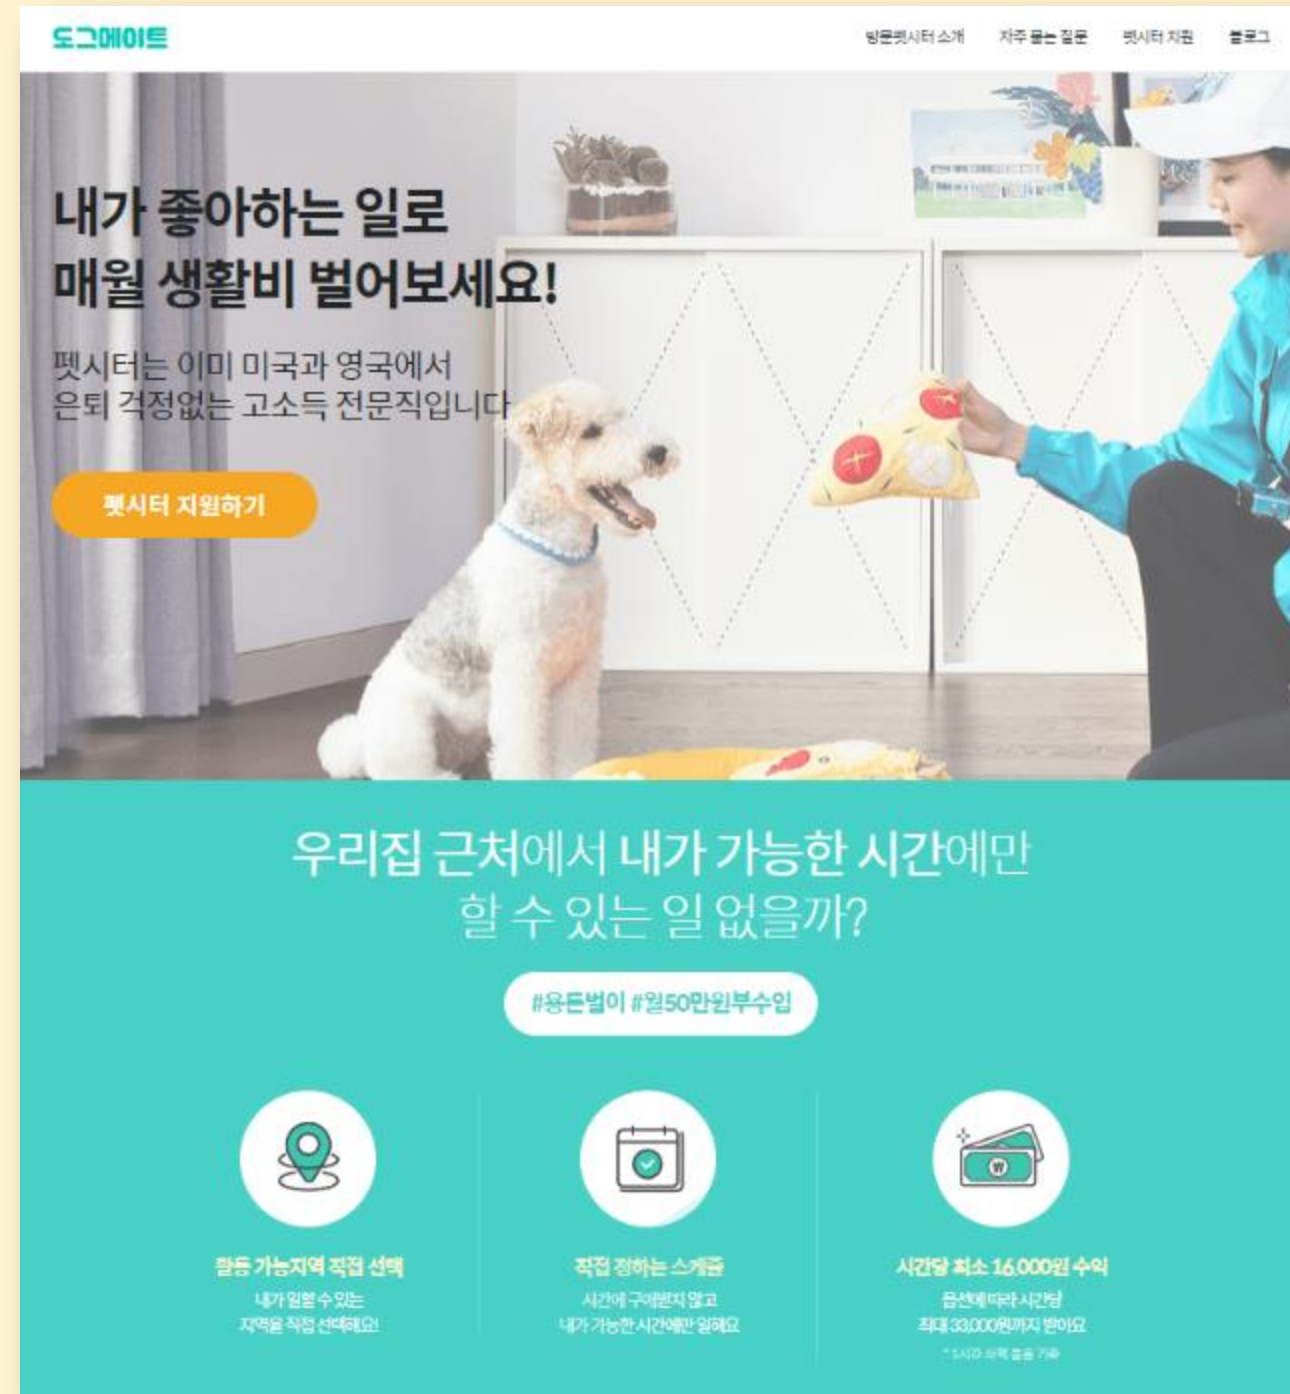 도그메이트
방문펫시터 소개 자주 묻는 질문 펫시터 지원 블로그
내가 좋아하는 일로
매월 생활비 벌어보세요!
펫시터는 이미 미국과 영국에서
은퇴 걱정없는 고소득 전문직입니다
펫시터 지원하기
우리집 근처에서 내가 가능한 시간에만
할 수 있는 일 없을까?
#용돈벌이 #월50만원부수입
활동 가능지역 직접 선택
내가 일할 수 있는
지역을 직접 선택해요!
직접 정하는 스케줄
시간에 구애받지 않고
내가 가능한 시간에만 일해요
시간당 최소 16,000원 수익
옵션에 따라 시간당
최대 33,000원까지 받아요